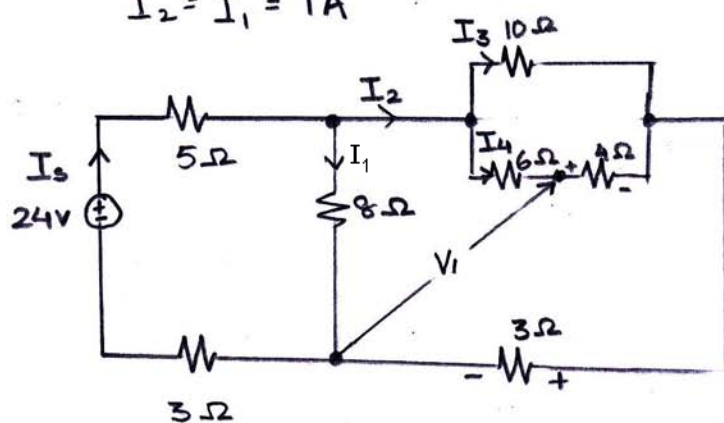 I₂ = I₁ = 1A
I₃ 10Ω
I₂
5Ω
I₁
I₄ 6Ω + 4Ω -
Is
24V
+
-
8Ω
V₁
3Ω
- +
3Ω